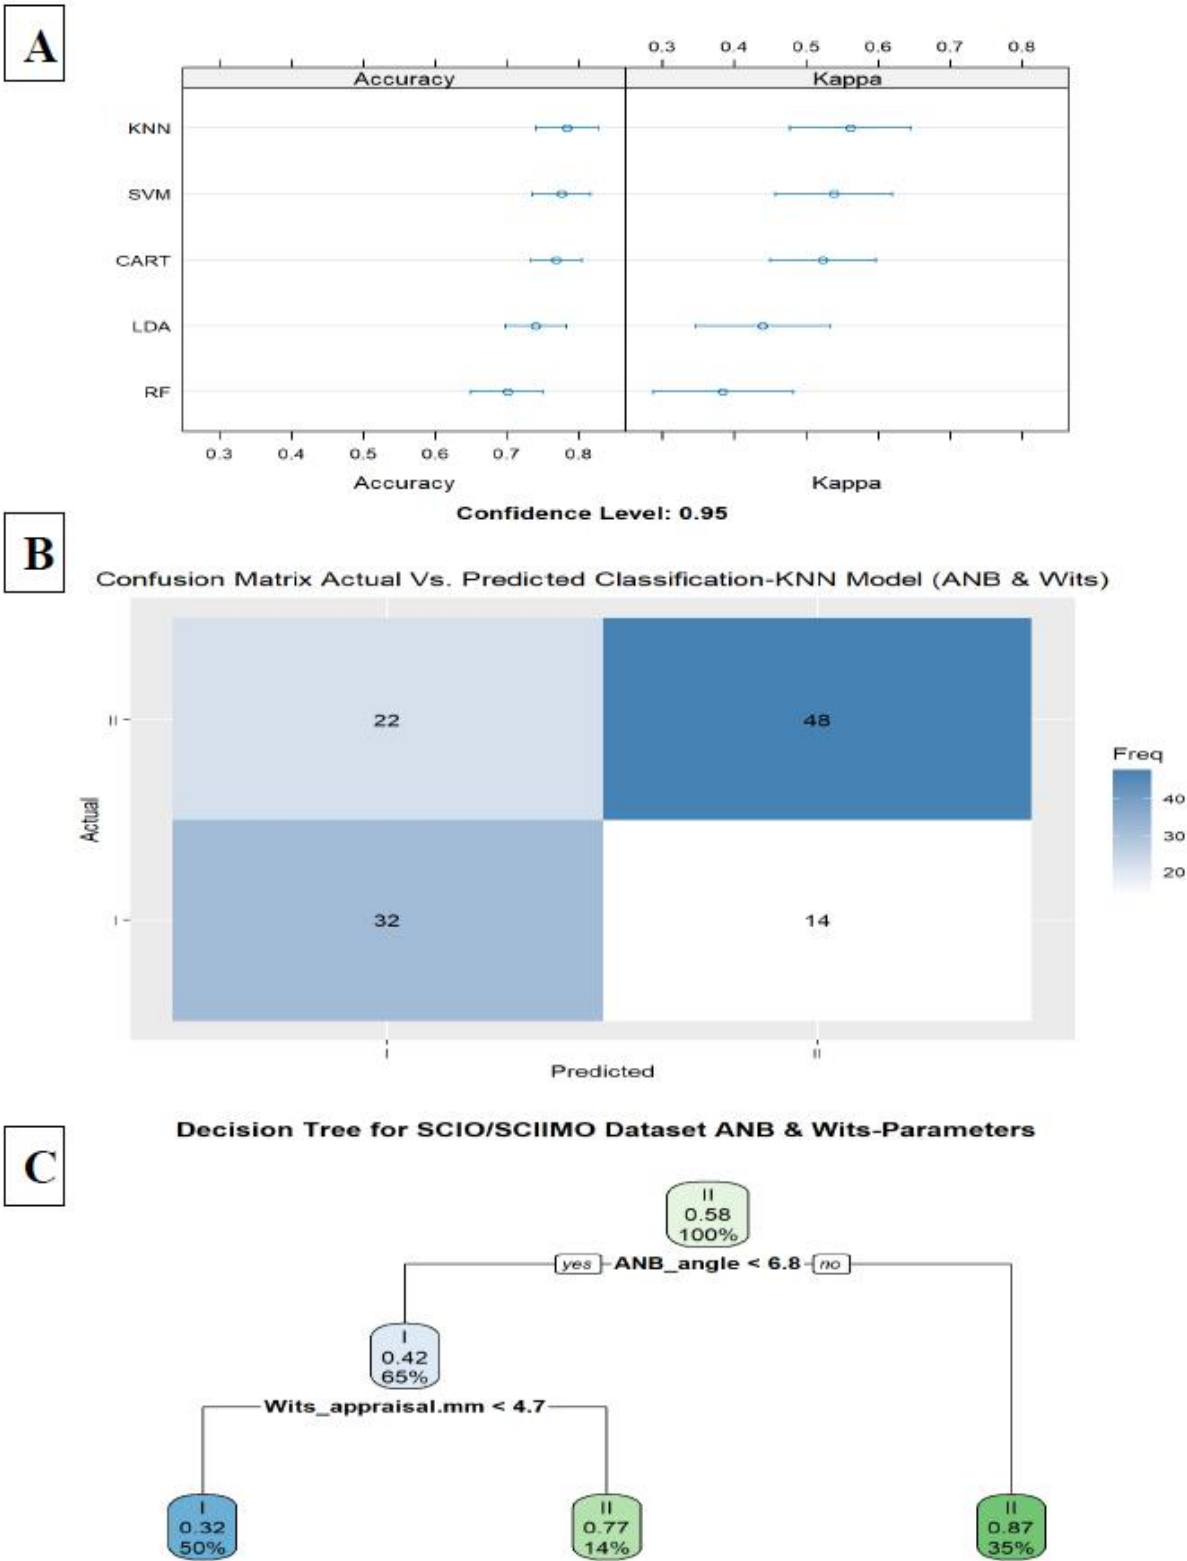 A
0.3 0.4 0.5 0.6 0.7 0.8
Accuracy Kappa
KNN
SVM
CART
LDA
RF
0.3 0.4 0.5 0.6 0.7 0.8
Accuracy Kappa
Confidence Level: 0.95
B
Confusion Matrix Actual Vs. Predicted Classification-KNN Model (ANB & Wits)
II
22 48
Freq
40
30
20
Actual
I
32 14
I II
Predicted
Decision Tree for SCIO/SCIIMO Dataset ANB & Wits-Parameters
C
II
0.58
100%
yes ANB_angle < 6.8 no
I
0.42
65%
Wits_appraisal.mm < 4.7
I II II
0.32 0.77 0.87
50% 14% 35%